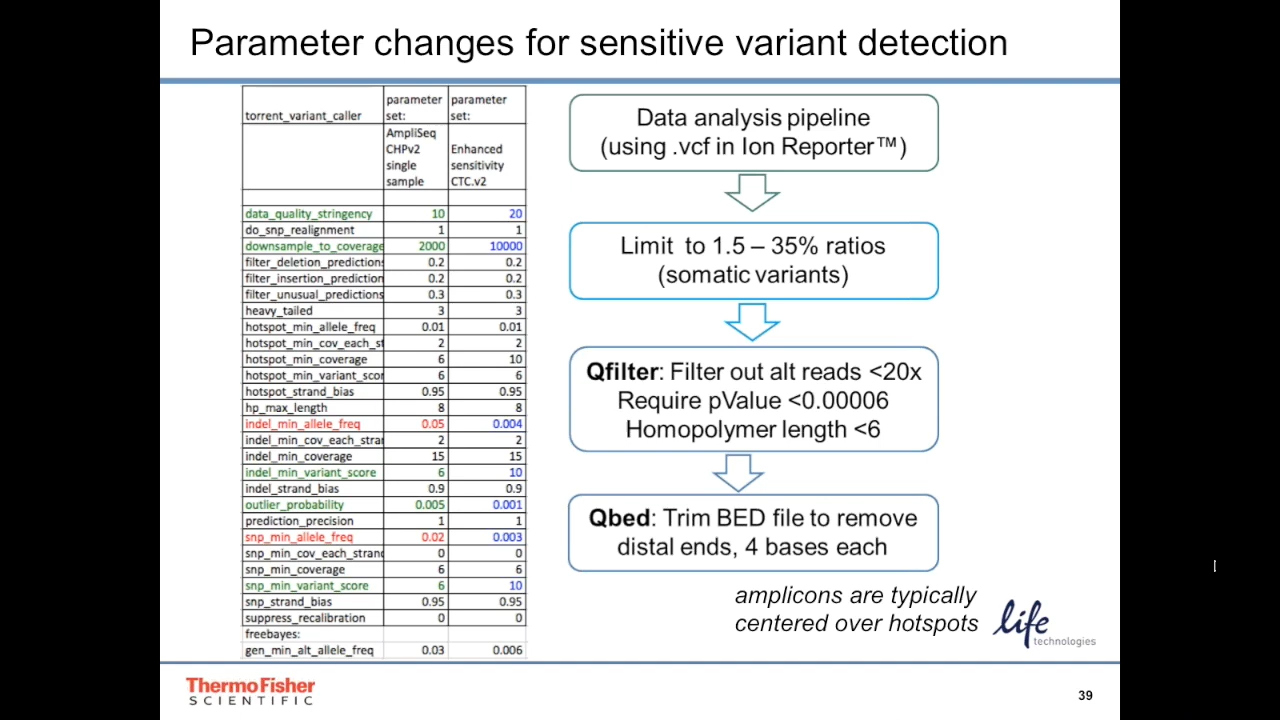 Parameter changes for sensitive variant detection
torrent_variant_caller parameter set: parameter set:
AmpliSeq CHPv2 single sample Enhanced sensitivity CTC.v2
data_quality_stringency 10 20
do_snp_realignment 1 1
downsample_to_coverage 2000 10000
filter_deletion_predictions 0.2 0.2
filter_insertion_prediction 0.2 0.2
filter_unusual_predictions 0.3 0.3
heavy_tailed 3 3
hotspot_min_allele_freq 0.01 0.01
hotspot_min_cov_each_st 2 2
hotspot_min_coverage 6 10
hotspot_min_variant_scor 6 6
hotspot_strand_bias 0.95 0.95
hp_max_length 8 8
indel_min_allele_freq 0.05 0.004
indel_min_cov_each_stra 2 2
indel_min_coverage 15 15
indel_min_variant_score 6 10
indel_strand_bias 0.9 0.9
outlier_probability 0.005 0.001
prediction_precision 1 1
snp_min_allele_freq 0.02 0.003
snp_min_cov_each_strand 0 0
snp_min_coverage 6 6
snp_min_variant_score 6 10
snp_strand_bias 0.95 0.95
suppress_recalibration 0 0
freebayes:
gen_min_alt_allele_freq 0.03 0.006
Data analysis pipeline
(using .vcf in Ion Reporter™)
Limit to 1.5 – 35% ratios
(somatic variants)
Qfilter: Filter out alt reads <20x
Require pValue <0.00006
Homopolymer length <6
Qbed: Trim BED file to remove
distal ends, 4 bases each
amplicons are typically
centered over hotspots
life
technologies
ThermoFisher
SCIENTIFIC
39